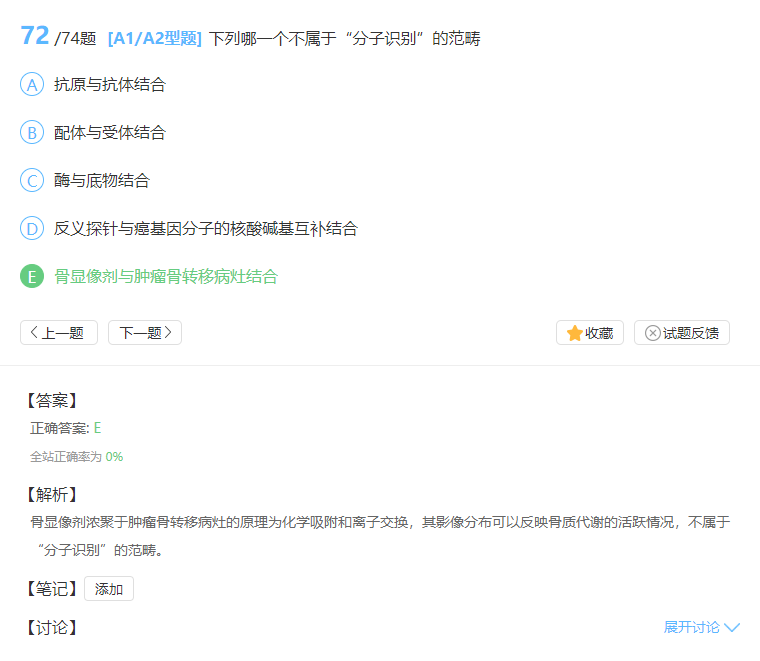 72 /74题 [A1/A2型题] 下列哪一个不属于“分子识别”的范畴
A 抗原与抗体结合
B 配体与受体结合
C 酶与底物结合
D 反义探针与癌基因分子的核酸碱基互补结合
E 骨显像剂与肿瘤骨转移病灶结合
上一题 下一题 收藏 试题反馈
【答案】
正确答案: E
全站正确率为 0%
【解析】
骨显像剂浓聚于肿瘤骨转移病灶的原理为化学吸附和离子交换，其影像分布可以反映骨质代谢的活跃情况，不属于
“分子识别”的范畴。
【笔记】 添加
【讨论】 展开讨论